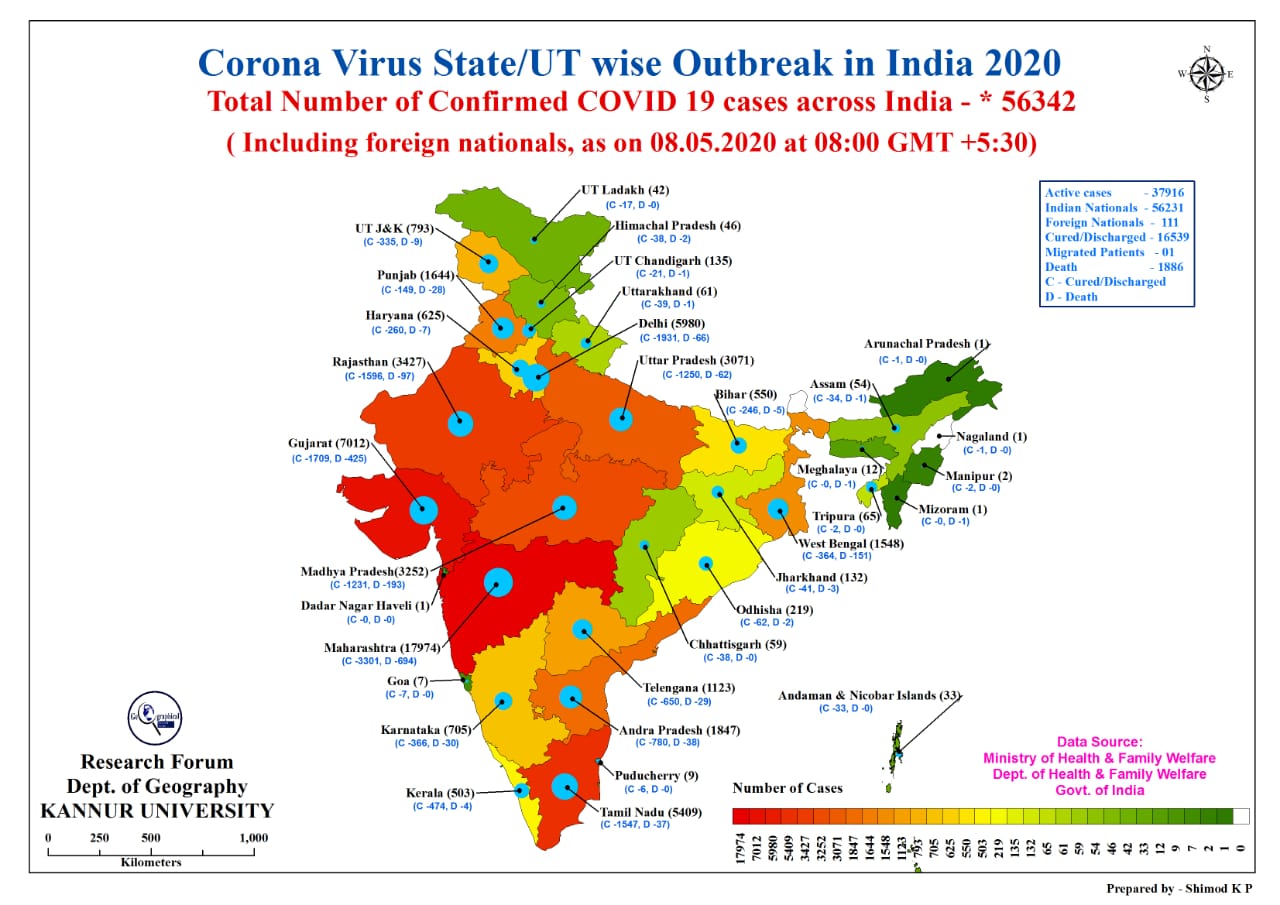 Corona Virus State/UT wise Outbreak in India 2020
Total Number of Confirmed COVID 19 cases across India - * 56342
( Including foreign nationals, as on 08.05.2020 at 08:00 GMT +5:30)
N
W
E
S
Active cases - 37916
Indian Nationals - 56231
Foreign Nationals - 111
Cured/Discharged - 16539
Migrated Patients - 01
Death - 1886
C - Cured/Discharged
D - Death
UT Ladakh (42)
(C -17, D -0)
Himachal Pradesh (46)
(C -38, D -2)
UT J&K (793)
(C -335, D -9)
UT Chandigarh (135)
(C -21, D -1)
Punjab (1644)
(C -149, D -28)
Uttarakhand (61)
(C -39, D -1)
Haryana (625)
(C -260, D -7)
Delhi (5980)
(C -1931, D -66)
Rajasthan (3427)
(C -1596, D -97)
Uttar Pradesh (3071)
(C -1250, D -62)
Arunachal Pradesh (1)
(C -1, D -0)
Bihar (550)
(C -246, D -5)
Assam (54)
(C -34, D -1)
Gujarat (7012)
(C -1709, D -425)
Nagaland (1)
(C -1, D -0)
Meghalaya (12)
(C -0, D -1)
Manipur (2)
(C -2, D -0)
Tripura (65)
(C -2, D -0)
Mizoram (1)
(C -0, D -1)
West Bengal (1548)
(C -364, D -151)
Madhya Pradesh(3252)
(C -1231, D -193)
Jharkhand (132)
(C -41, D -3)
Dadar Nagar Haveli (1)
(C -0, D -0)
Odhisha (219)
(C -62, D -2)
Maharashtra (17974)
(C -3301, D -694)
Chhattisgarh (59)
(C -38, D -0)
Goa (7)
(C -7, D -0)
Telengana (1123)
(C -650, D -29)
Andaman & Nicobar Islands (33)
(C -33, D -0)
Karnataka (705)
(C -366, D -30)
Andra Pradesh (1847)
(C -780, D -38)
Puducherry (9)
(C -6, D -0)
Kerala (503)
(C -474, D -4)
Tamil Nadu (5409)
(C -1547, D -37)
Research Forum
Dept. of Geography
KANNUR UNIVERSITY
0 250 500 1,000
Kilometers
Data Source:
Ministry of Health & Family Welfare
Dept. of Health & Family Welfare
Govt. of India
Number of Cases
17974 7012 5980 5409 3427 3252 3071 1847 1644 1548 1123 793 705 625 550 503 219 135 132 65 61 59 54 46 42 33 12 9 7 2 1 0
Prepared by - Shimod K P